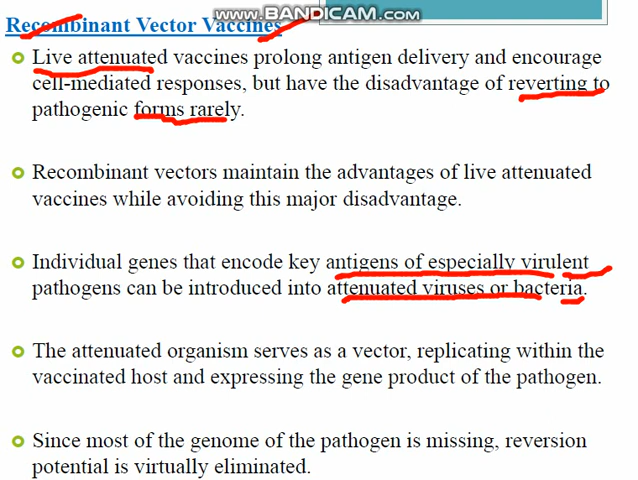 www.BANDICAM.com
Recombinant Vector Vaccines
Live attenuated vaccines prolong antigen delivery and encourage
cell-mediated responses, but have the disadvantage of reverting to
pathogenic forms rarely.
Recombinant vectors maintain the advantages of live attenuated
vaccines while avoiding this major disadvantage.
Individual genes that encode key antigens of especially virulent
pathogens can be introduced into attenuated viruses or bacteria.
The attenuated organism serves as a vector, replicating within the
vaccinated host and expressing the gene product of the pathogen.
Since most of the genome of the pathogen is missing, reversion
potential is virtually eliminated.